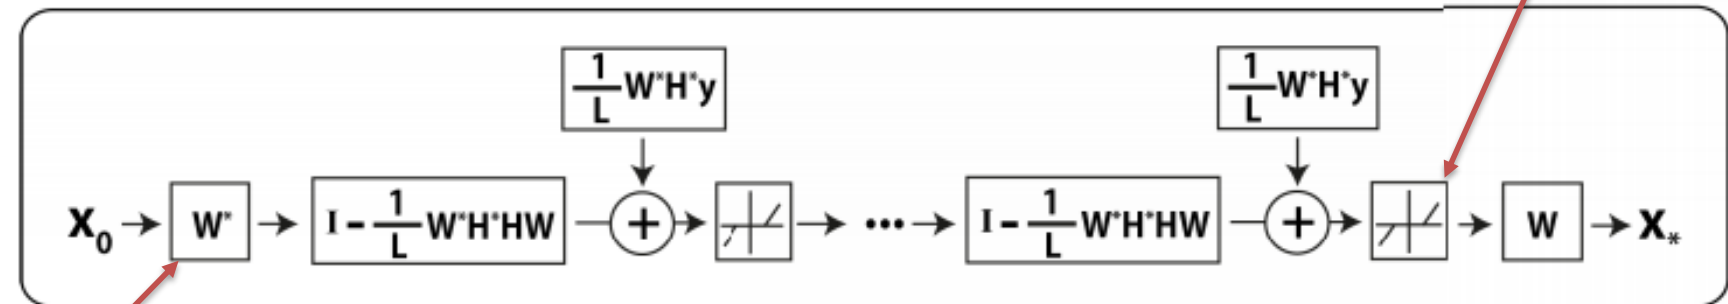 1/L W*H*y
1/L W*H*y
X₀ → W* → I - 1/L W*H*HW — + → → ••• → I - 1/L W*H*HW — + → → W → X*